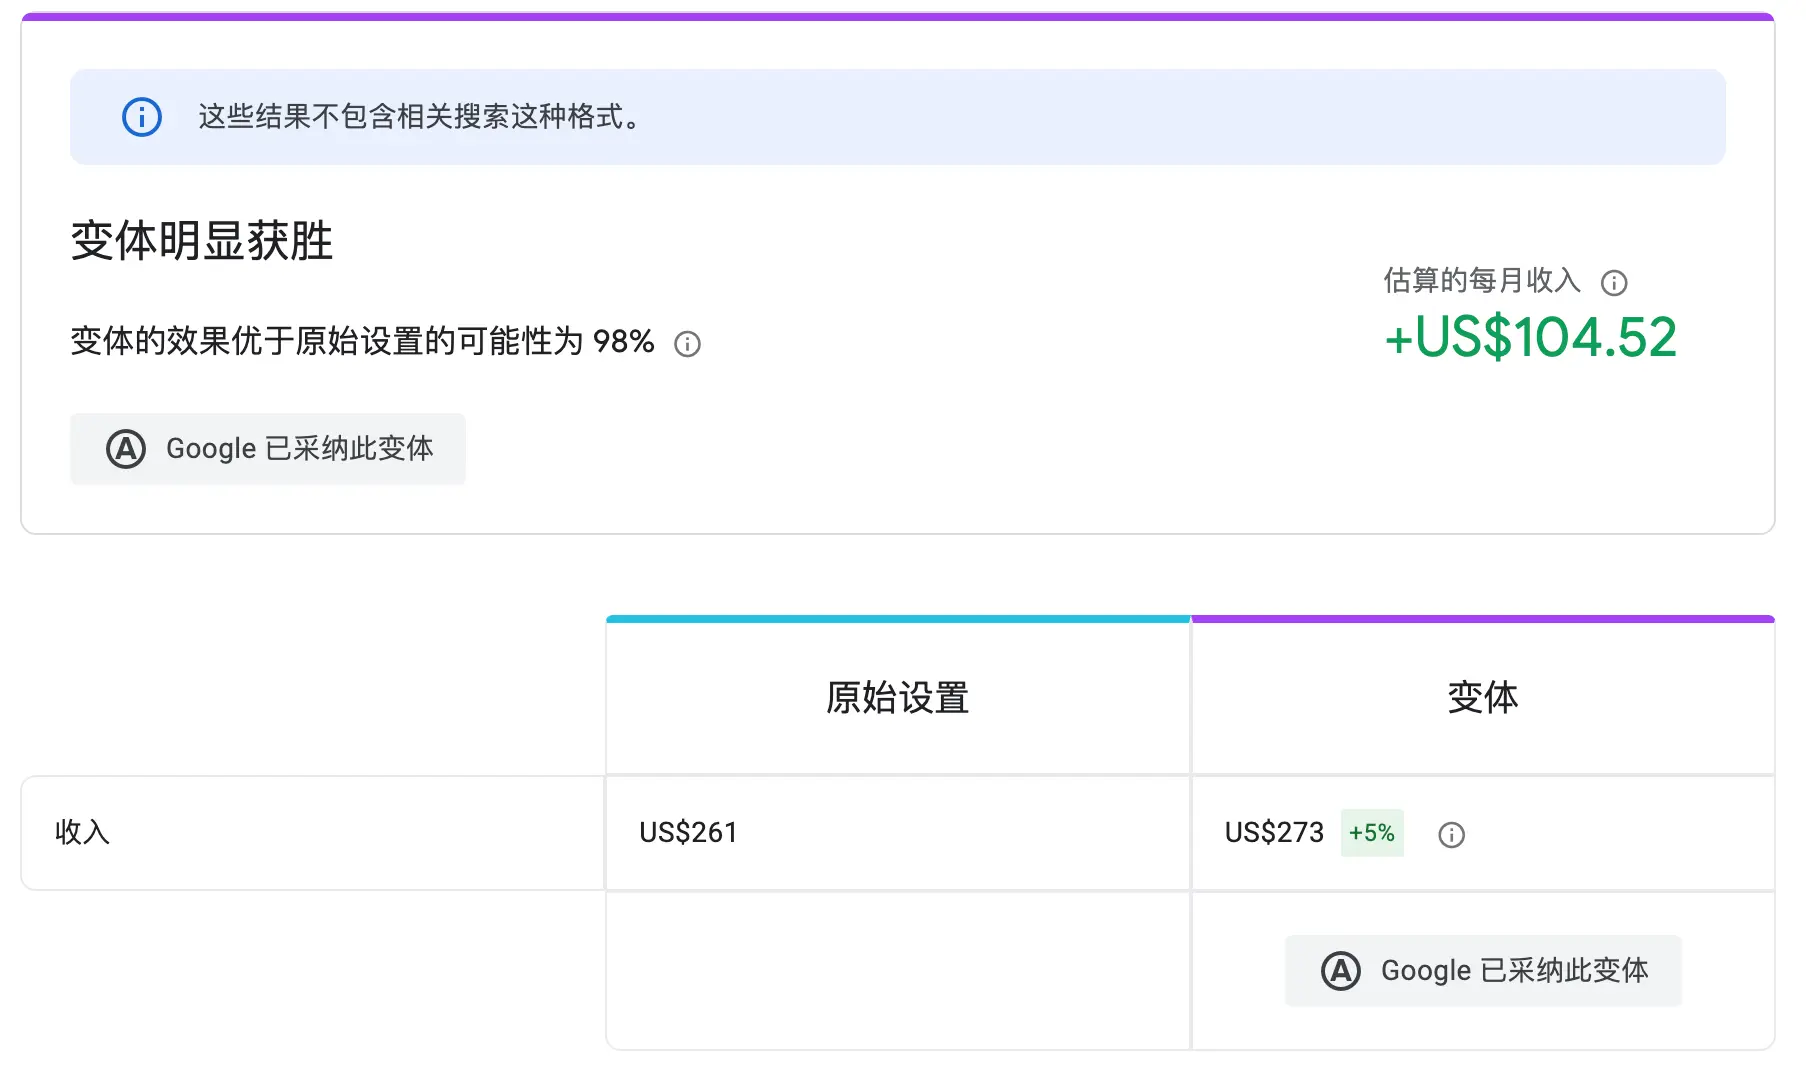 这些结果不包含相关搜索这种格式。
变体明显获胜
变体的效果优于原始设置的可能性为 98%
Google 已采纳此变体
估算的每月收入
+US$104.52
原始设置
变体
收入
US$261
US$273 +5%
Google 已采纳此变体